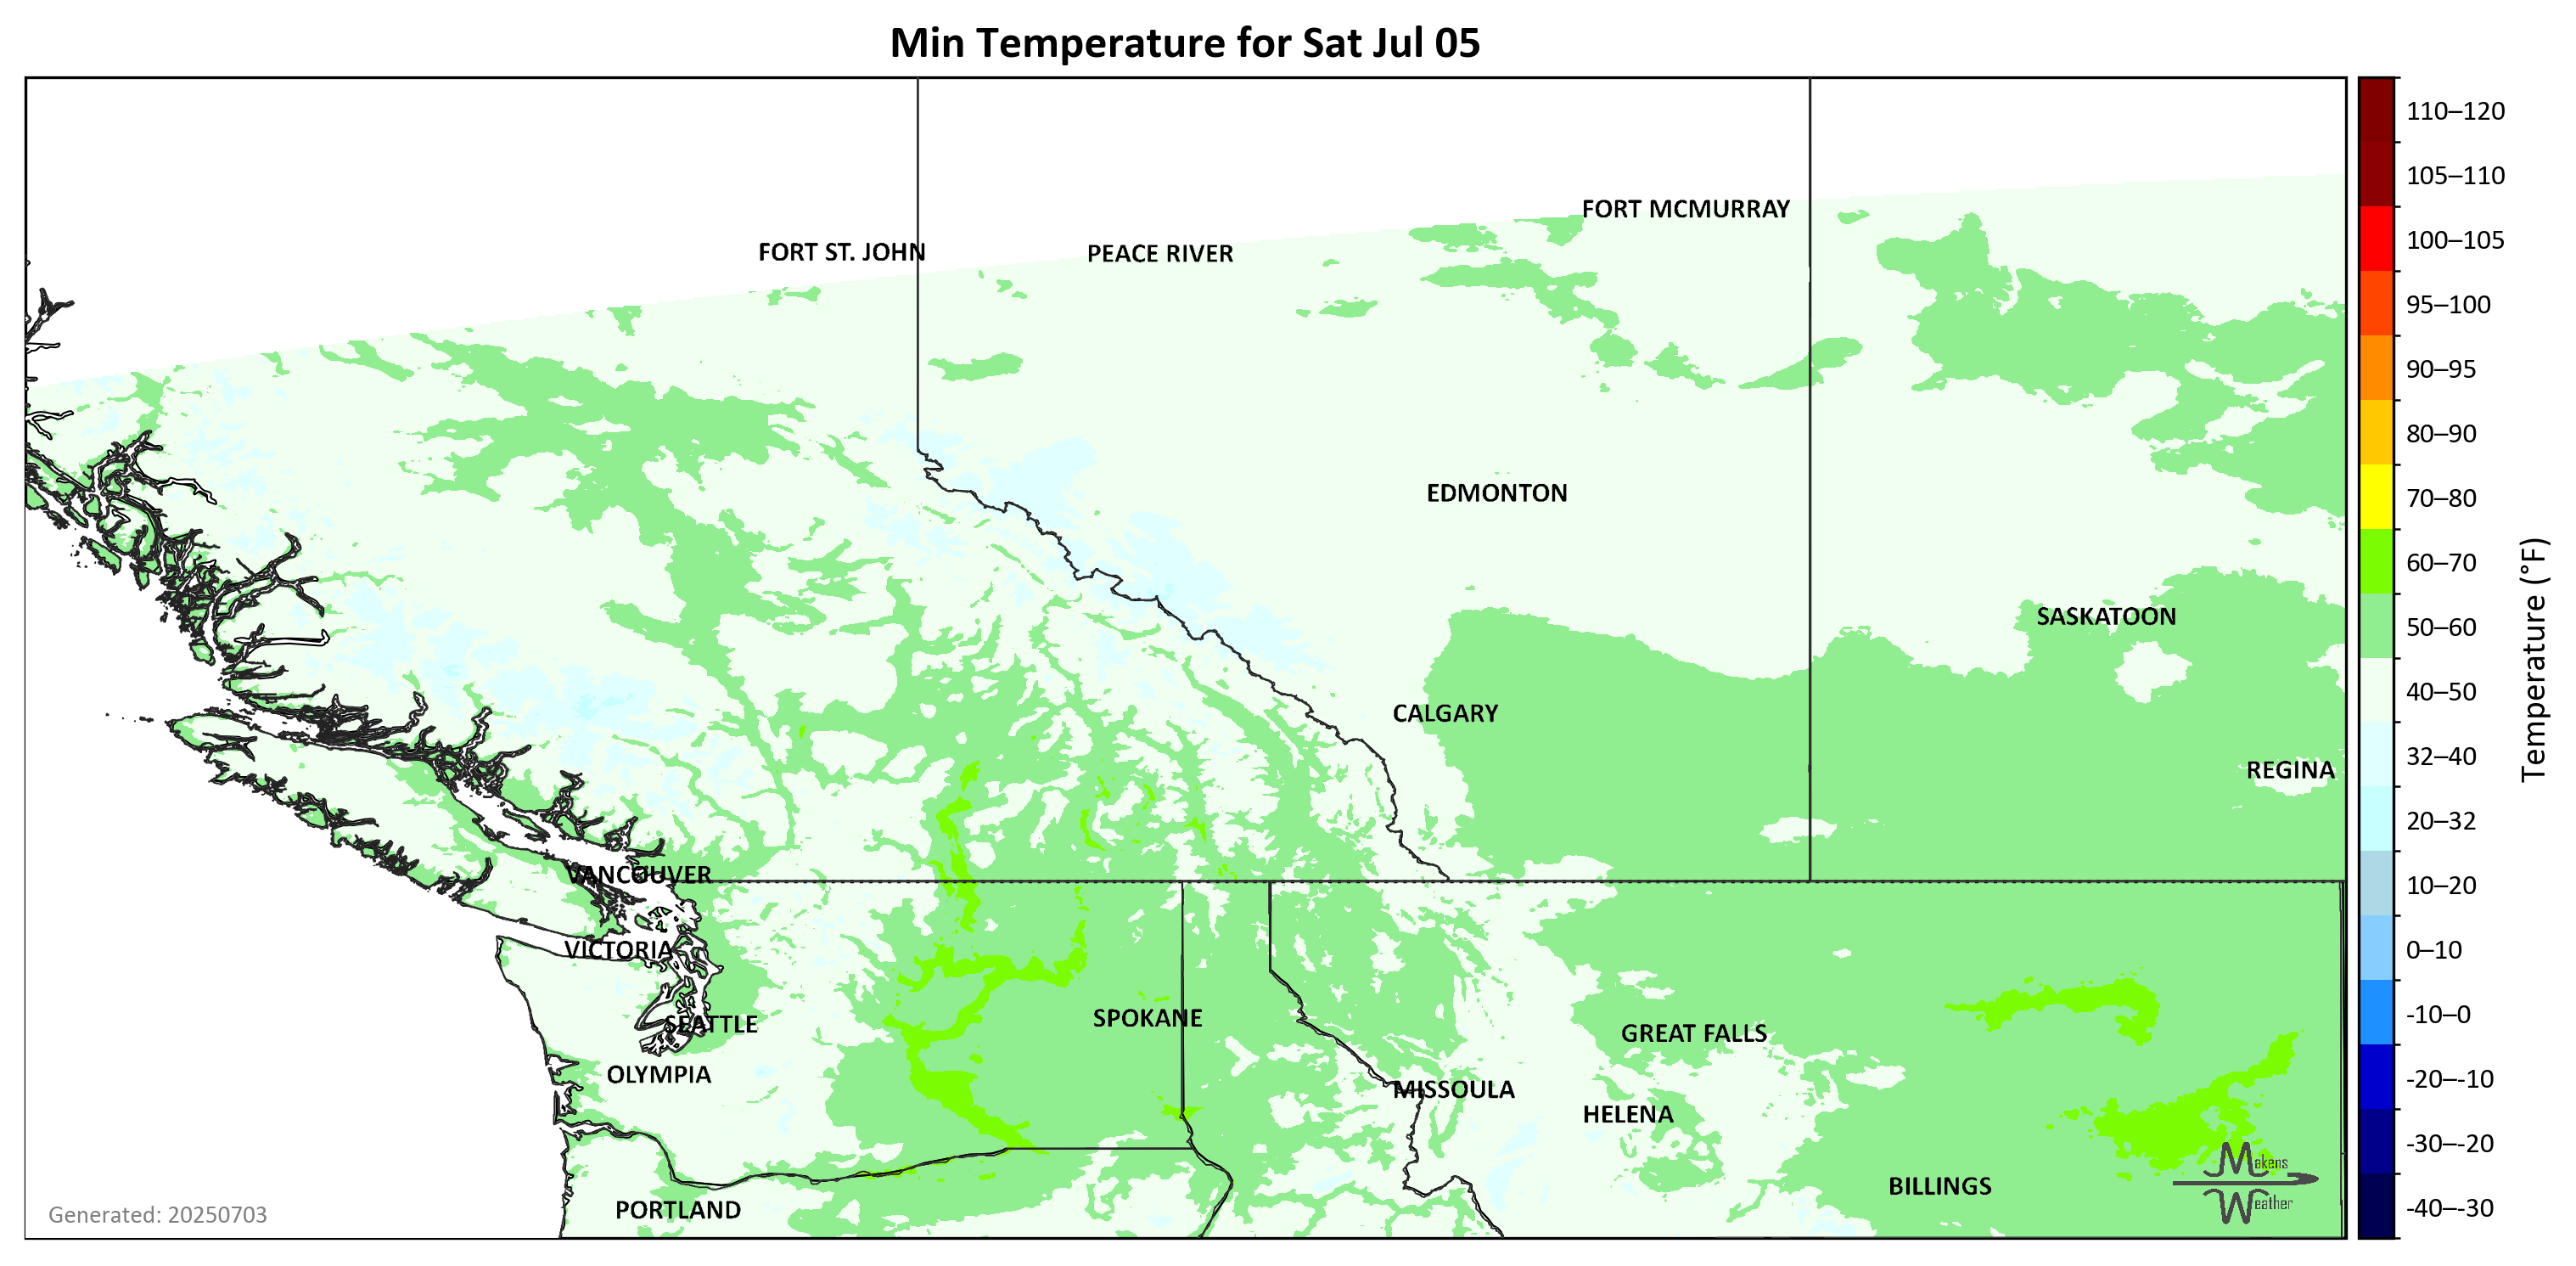 Min Temperature for Sat Jul 05
110–120
105–110
100–105
95–100
90–95
80–90
70–80
60–70
50–60
40–50
32–40
20–32
10–20
0–10
-10–0
-20–-10
-30–-20
-40–-30
Temperature (°F)
FORT MCMURRAY
FORT ST. JOHN
PEACE RIVER
EDMONTON
SASKATOON
CALGARY
REGINA
VANCOUVER
VICTORIA
SEATTLE
SPOKANE
GREAT FALLS
OLYMPIA
MISSOULA
HELENA
BILLINGS
PORTLAND
Makens
Weather
Generated: 20250703